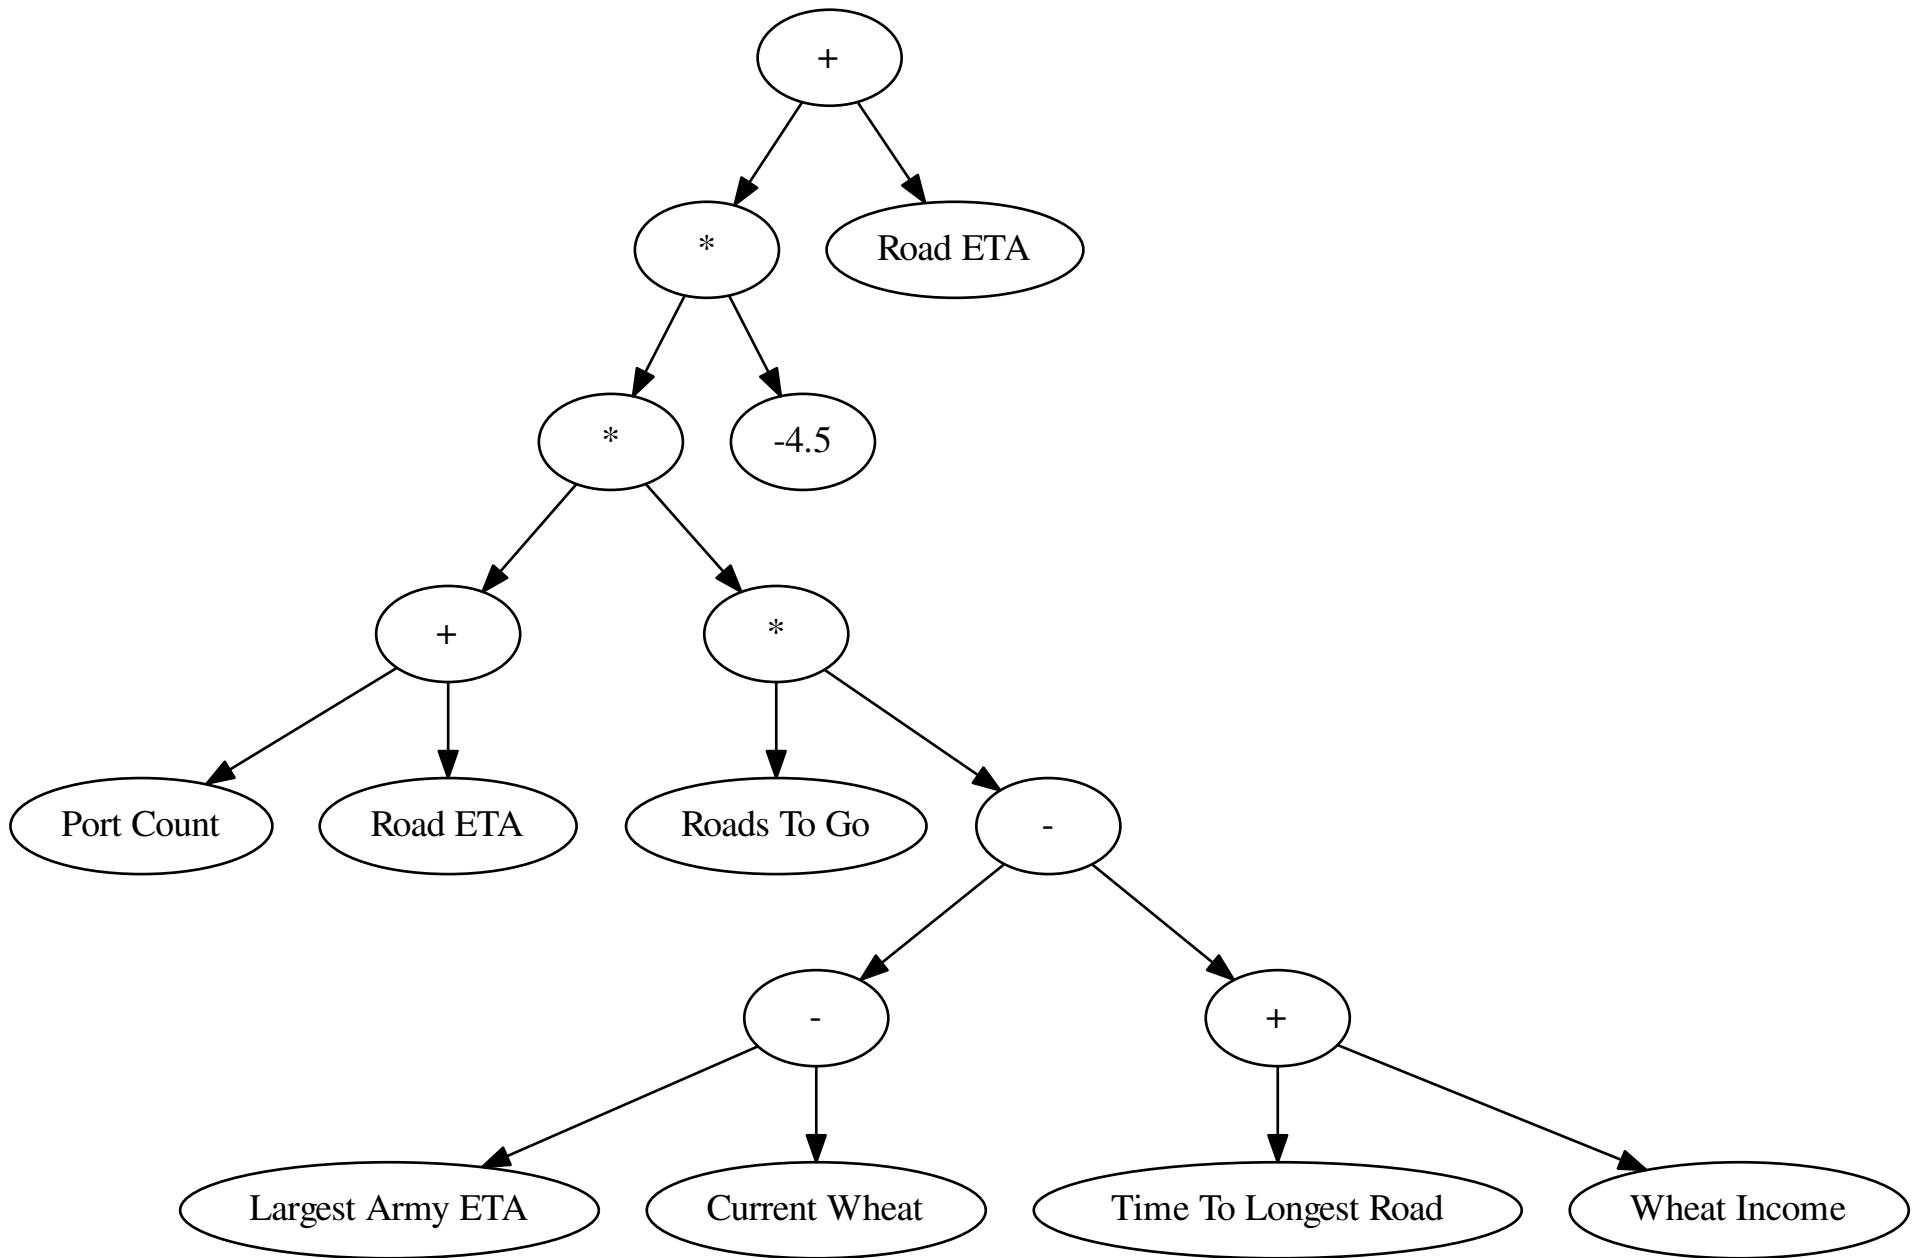 +
*
Road ETA
*
-4.5
+
*
Port Count
Road ETA
Roads To Go
-
-
+
Largest Army ETA
Current Wheat
Time To Longest Road
Wheat Income